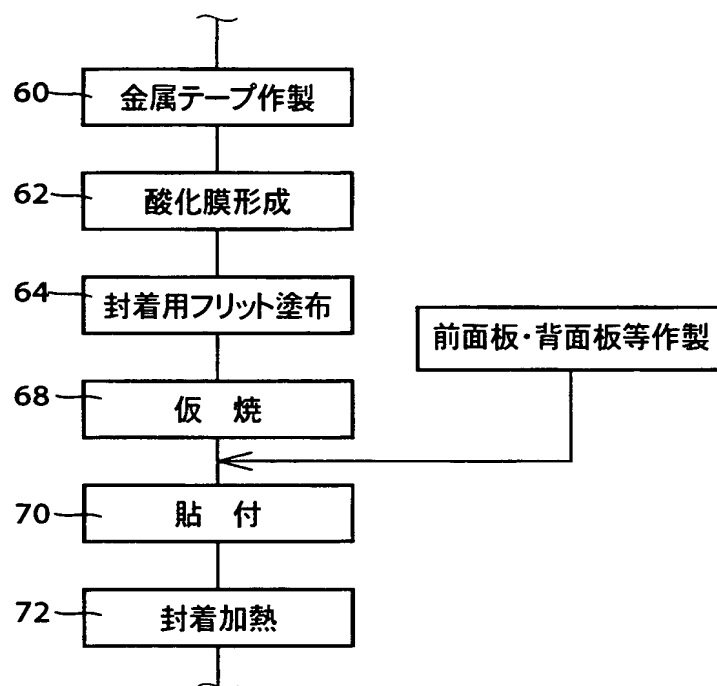 60 金属テープ作製
62 酸化膜形成
64 封着用フリット塗布
前面板・背面板等作製
68 仮 焼
70 貼 付
72 封着加熱